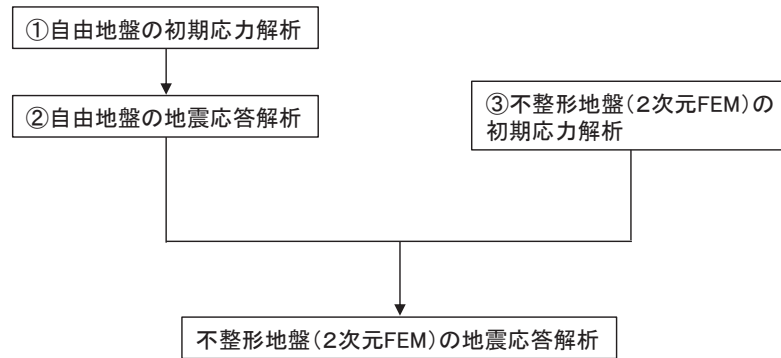 ①自由地盤の初期応力解析
②自由地盤の地震応答解析
③不整形地盤(2次元FEM)の
初期応力解析
不整形地盤(2次元FEM)の地震応答解析